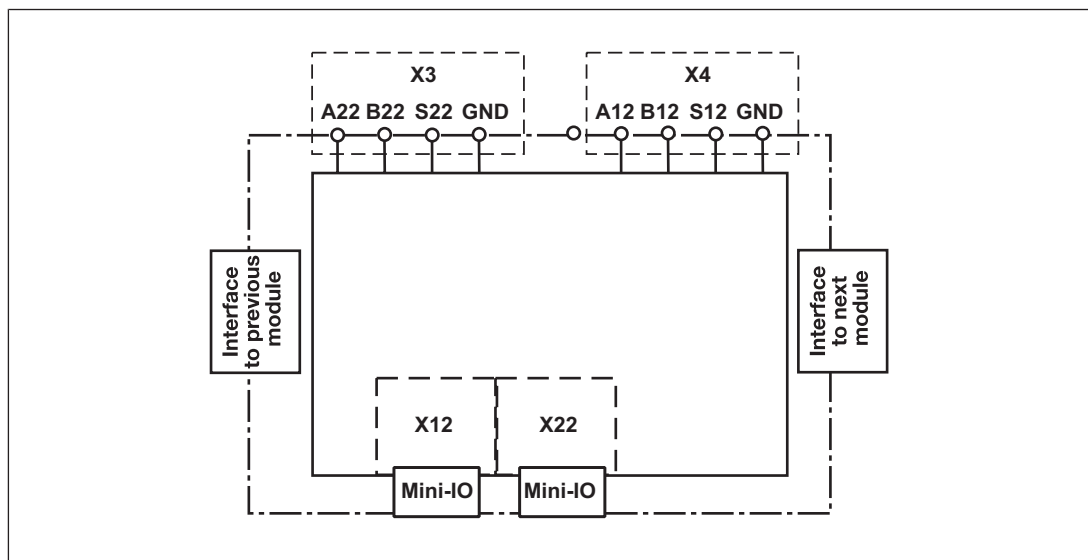 X3
X4
A22 B22 S22 GND
A12 B12 S12 GND
Interface
to previous
module
Interface
to next
module
X12
X22
Mini-IO
Mini-IO